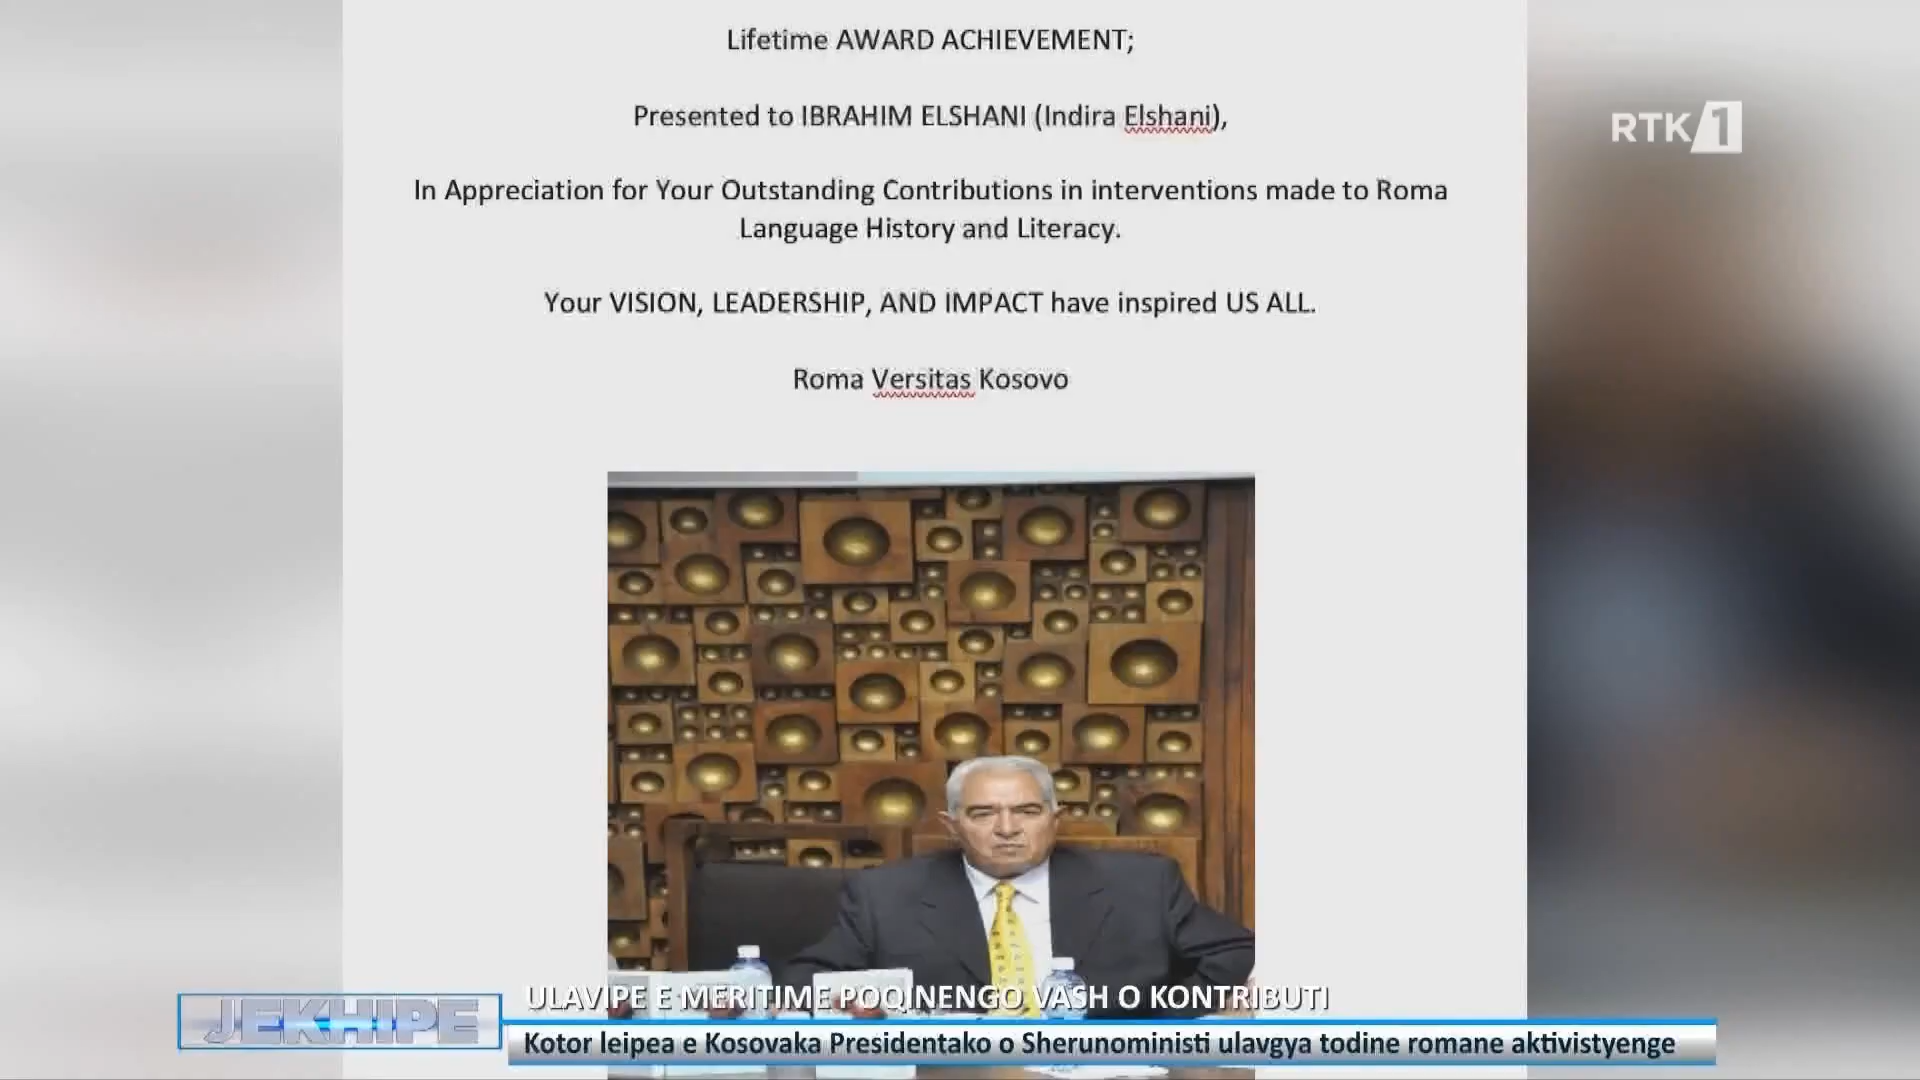 Lifetime AWARD ACHIEVEMENT;
RTK 1
Presented to IBRAHIM ELSHANI (Indira Elshani),
In Appreciation for Your Outstanding Contributions in interventions made to Roma
Language History and Literacy.
Your VISION, LEADERSHIP, AND IMPACT have inspired US ALL.
Roma Versitas Kosovo
JEKHIPE
ULAVIPE E MERITIME POQINENGO VASH O KONTRIBUTI
Kotor leipea e Kosovaka Presidentako o Sherunoministi ulavgya todine romane aktivistyenge